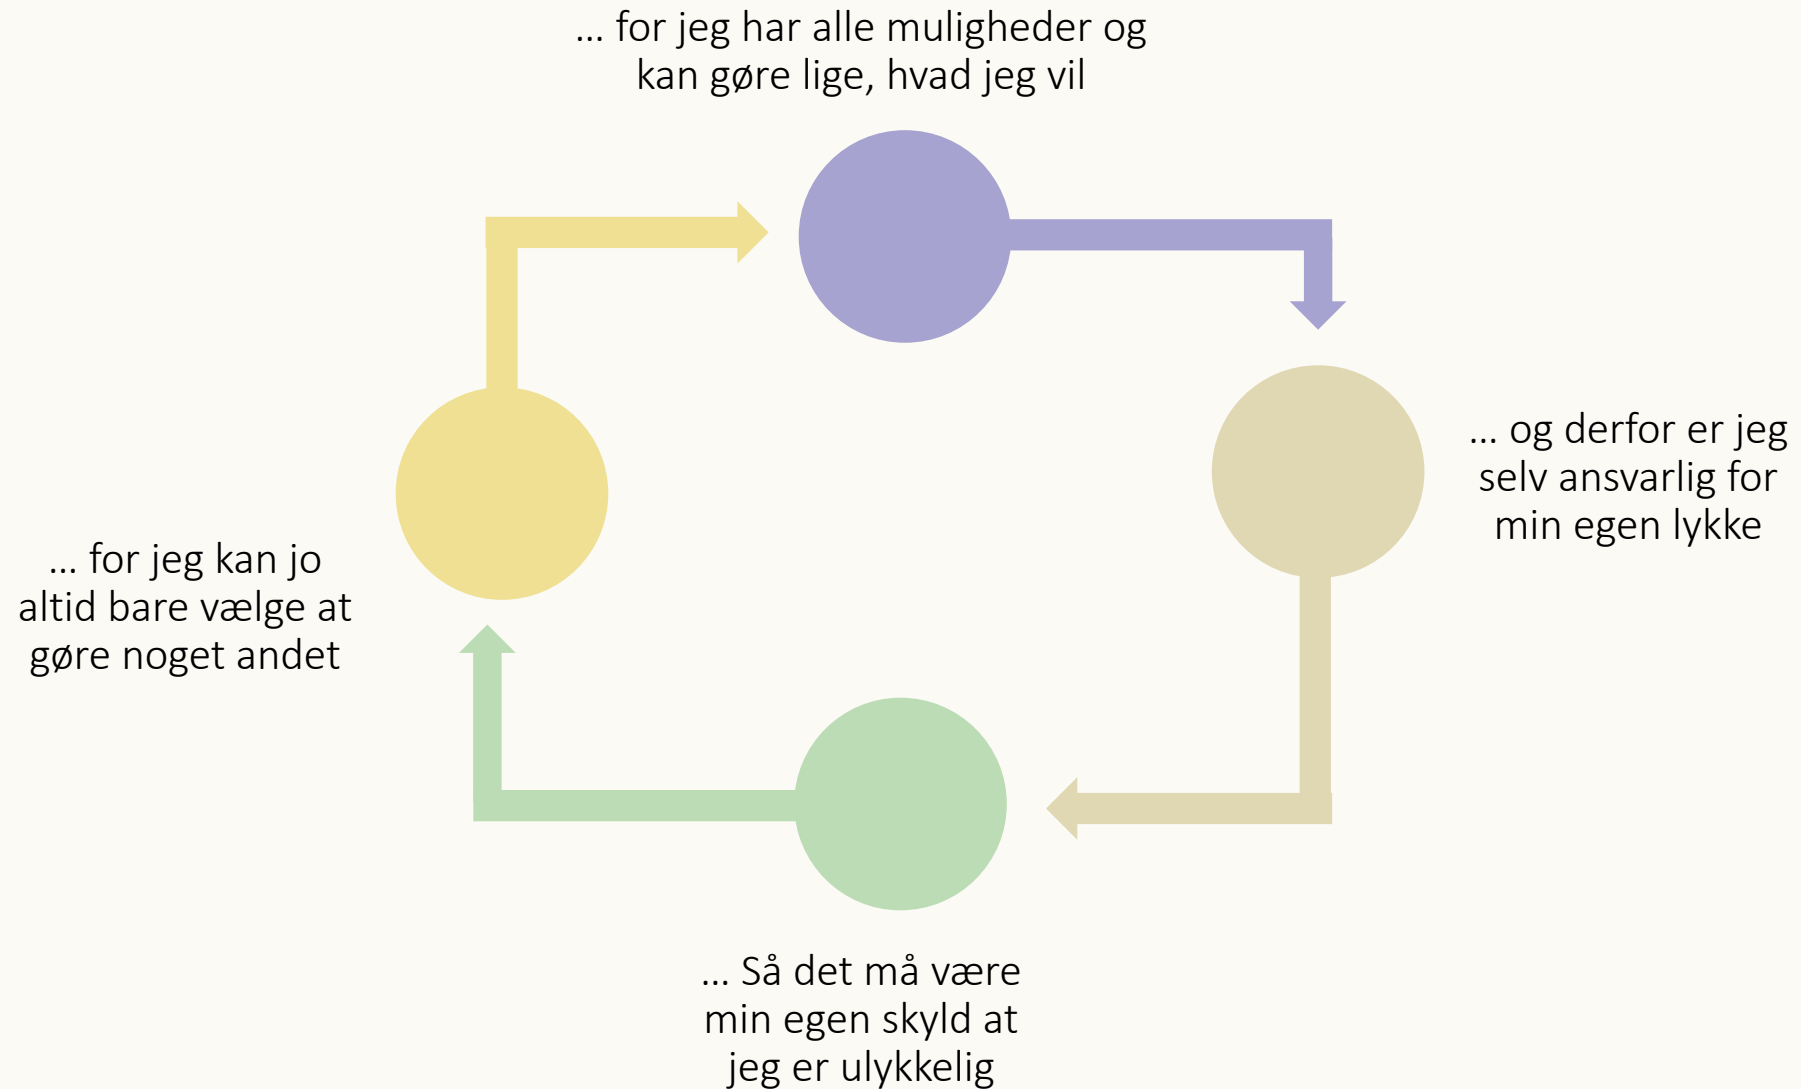 ... for jeg har alle muligheder og
kan gøre lige, hvad jeg vil
... og derfor er jeg
selv ansvarlig for
min egen lykke
... Så det må være
min egen skyld at
jeg er ulykkelig
... for jeg kan jo
altid bare vælge at
gøre noget andet